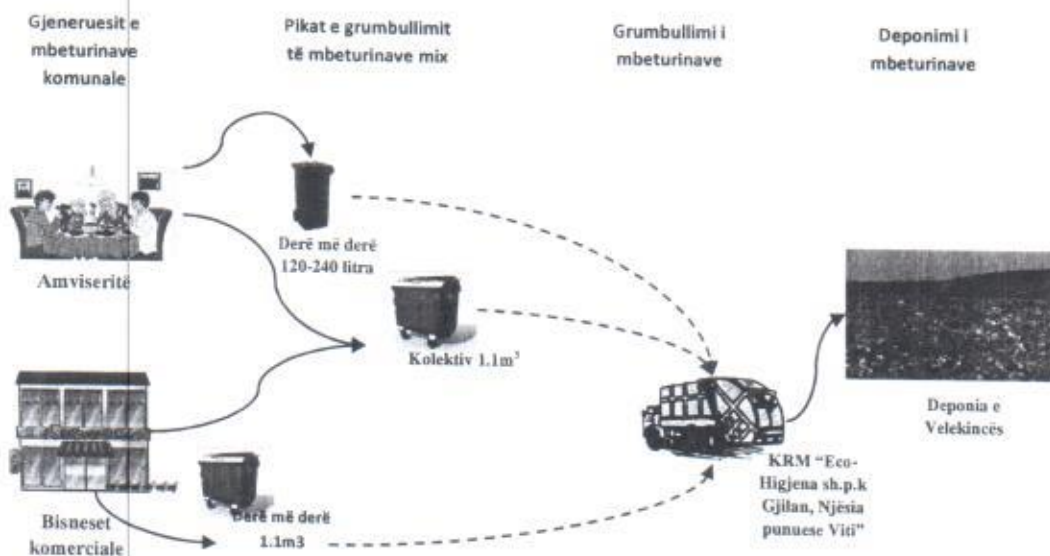 Gjeneruesit e
mbeturinave
komunale
Pikat e grumbullimit
të mbeturinave mix
Grumbullimi i
mbeturinave
Deponimi i
mbeturinave
Derë më derë
120-240 litra
Amviseritë
Kolektiv 1.1m³
Deponia e
Velekincës
KRM “Eco-
Higjena sh.p.k
Gjilan, Njësia
punuese Viti”
Derë më derë
1.1m3
Bisneset
komerciale